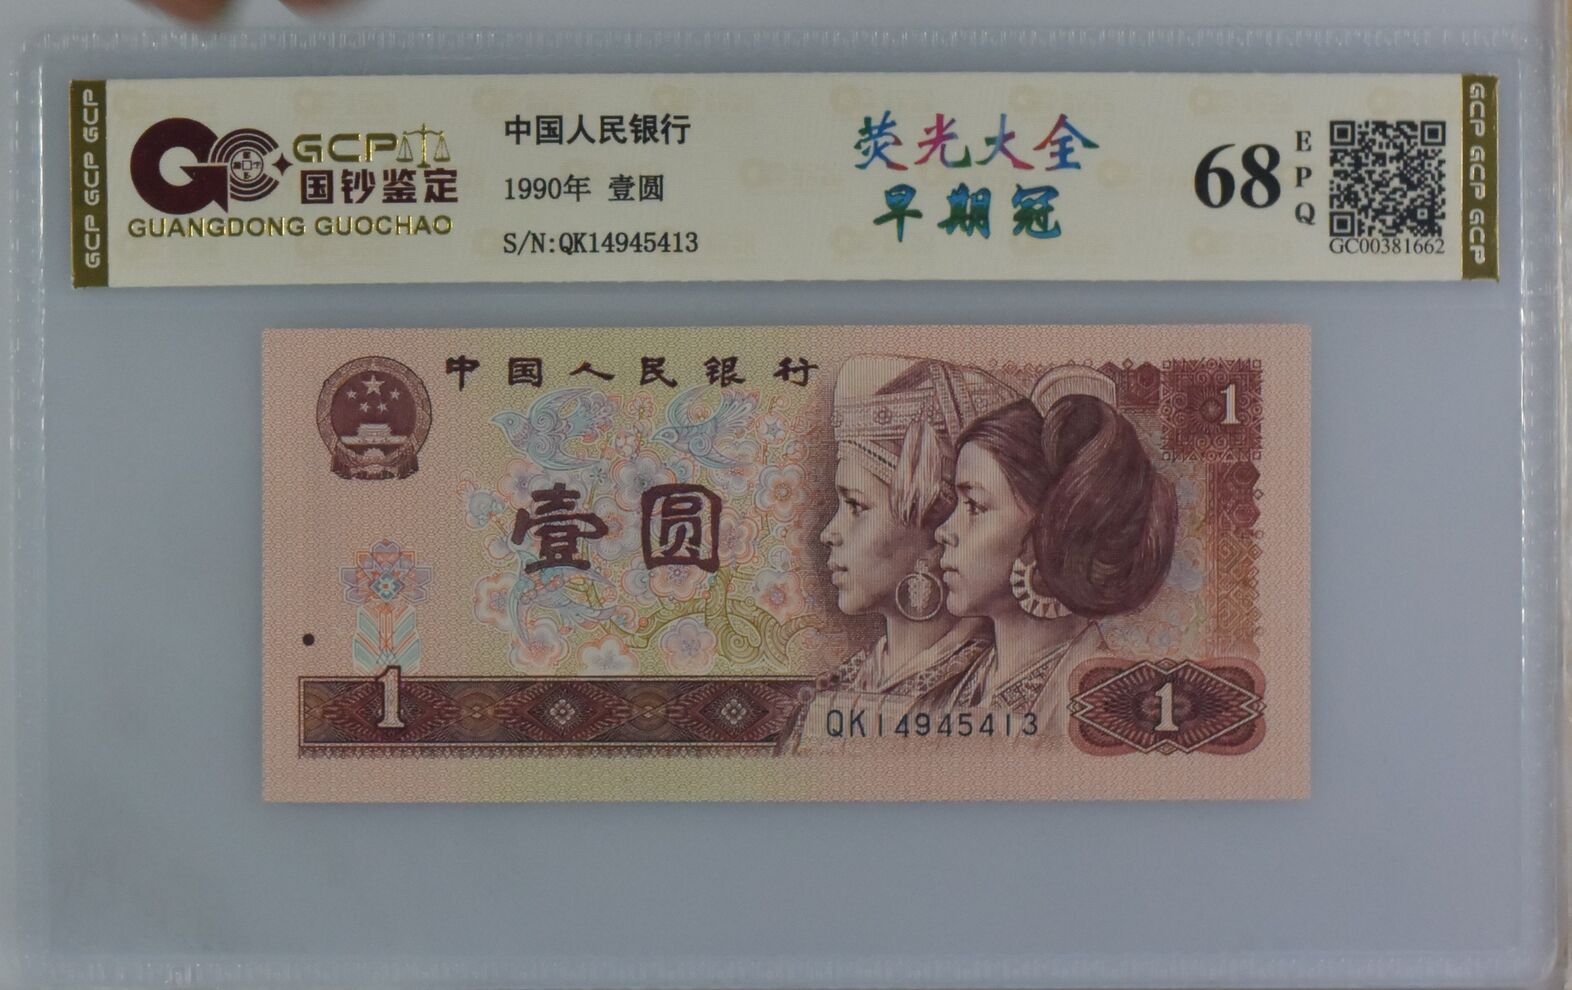 GCP GCP GCP
GCP
国钞鉴定
GUANGDONG GUOCHAO
中国人民银行
1990年 壹圆
S/N:QK14945413
荧光大全
早期冠
68
EPQ
GC00381662
GCP GCP GCP
中国人民银行
1
壹圆
1
QK14945413
1